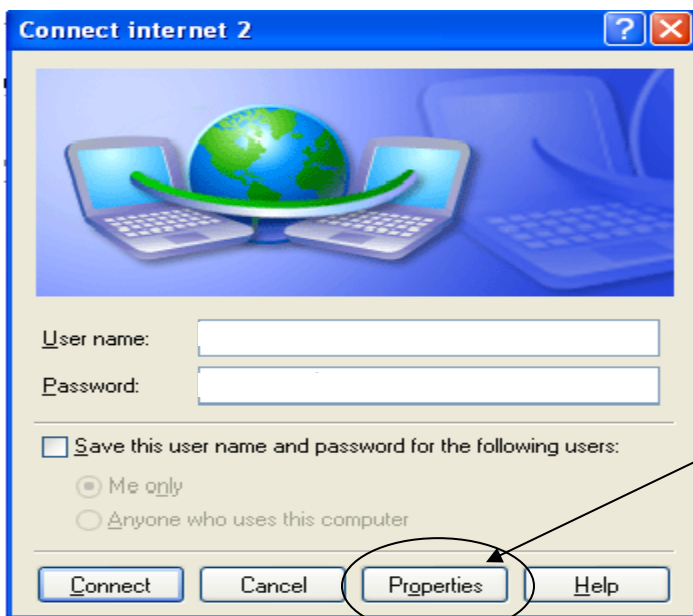 Connect internet 2
User name:
Password:
Save this user name and password for the following users:
Me only
Anyone who uses this computer
Connect Cancel Properties Help